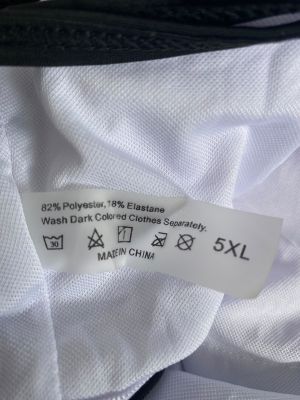 82% Polyester,18% Elastane
Wash Dark Colored Clothes Separately.
30
5XL
MADE IN CHINA